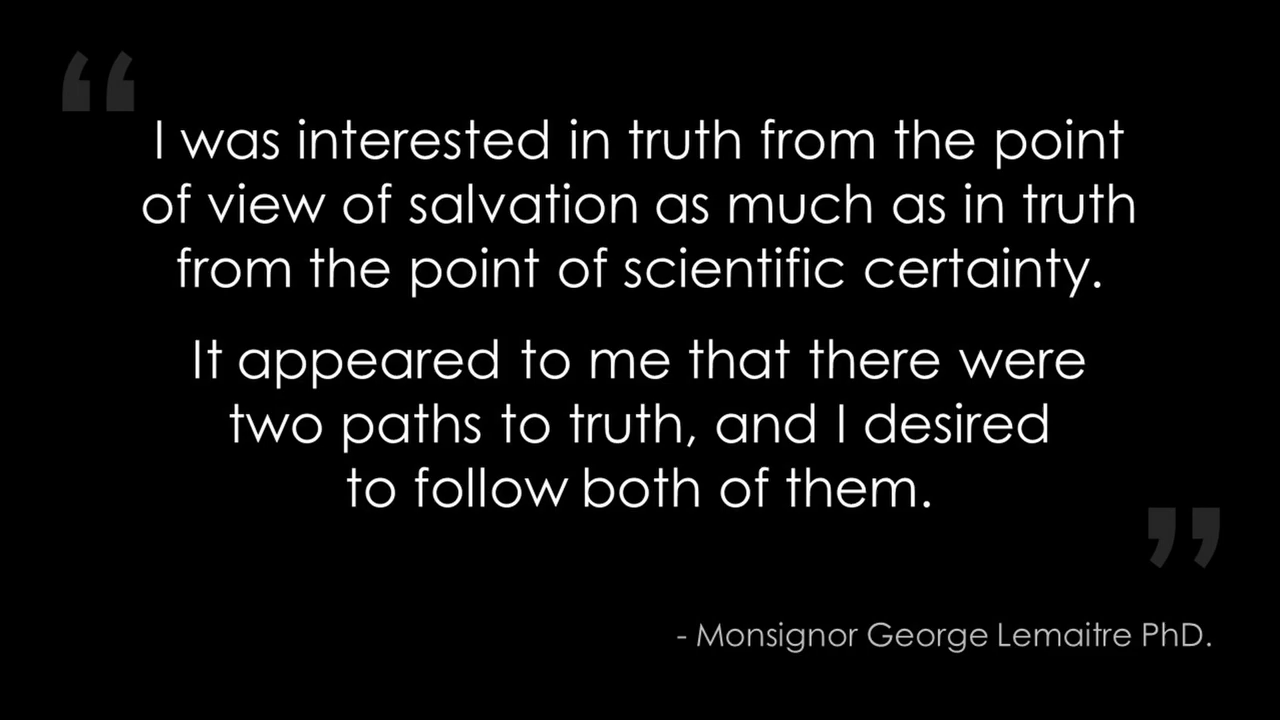 “
I was interested in truth from the point
of view of salvation as much as in truth
from the point of scientific certainty.
It appeared to me that there were
two paths to truth, and I desired
to follow both of them.
”
- Monsignor George Lemaitre PhD.